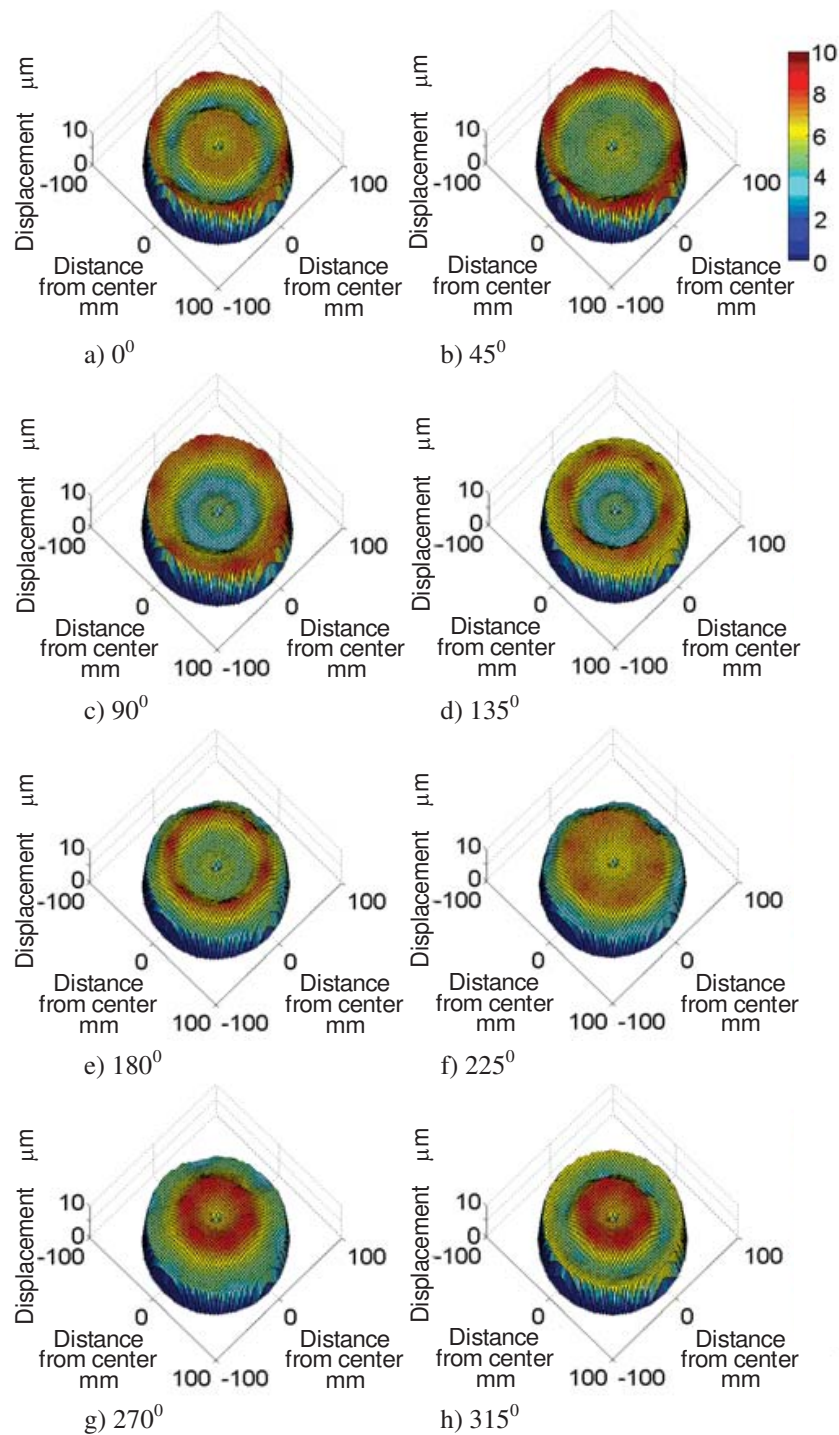 Displacement μm
10
0
-100
100
0
0
Distance
from center
mm
Distance
from center
mm
100 -100
a) 0⁰
Displacement μm
10
0
-100
100
0
0
Distance
from center
mm
Distance
from center
mm
100 -100
b) 45⁰
10
8
6
4
2
0
Displacement μm
10
0
-100
100
0
0
Distance
from center
mm
Distance
from center
mm
100 -100
c) 90⁰
Displacement μm
10
0
-100
100
0
0
Distance
from center
mm
Distance
from center
mm
100 -100
d) 135⁰
Displacement μm
10
0
-100
100
0
0
Distance
from center
mm
Distance
from center
mm
100 -100
e) 180⁰
Displacement μm
10
0
-100
100
0
0
Distance
from center
mm
Distance
from center
mm
100 -100
f) 225⁰
Displacement μm
10
0
-100
100
0
0
Distance
from center
mm
Distance
from center
mm
100 -100
g) 270⁰
Displacement μm
10
0
-100
100
0
0
Distance
from center
mm
Distance
from center
mm
100 -100
h) 315⁰